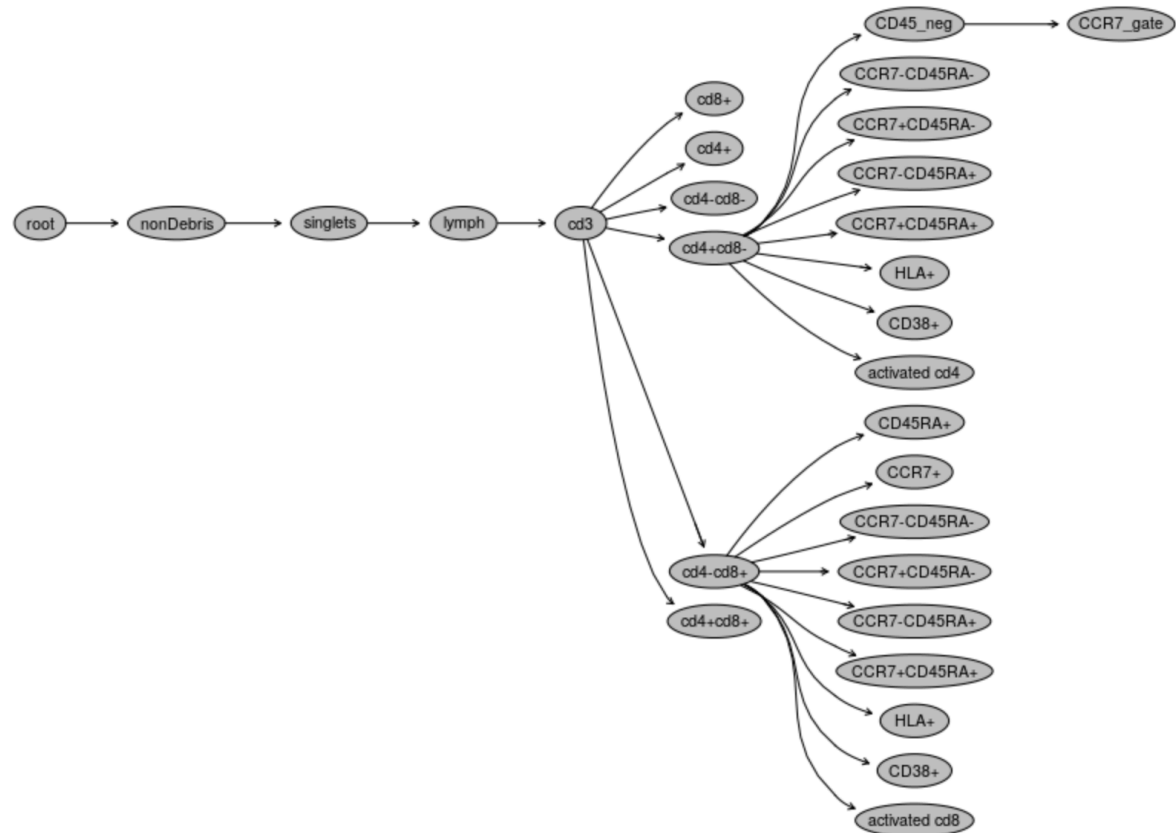 CD45_neg
CCR7_gate
CCR7-CD45RA-
cd8+
CCR7+CD45RA-
cd4+
CCR7-CD45RA+
cd4-cd8-
root
nonDebris
singlets
lymph
cd3
CCR7+CD45RA+
cd4+cd8-
HLA+
CD38+
activated cd4
CD45RA+
CCR7+
CCR7-CD45RA-
cd4-cd8+
CCR7+CD45RA-
cd4+cd8+
CCR7-CD45RA+
CCR7+CD45RA+
HLA+
CD38+
activated cd8